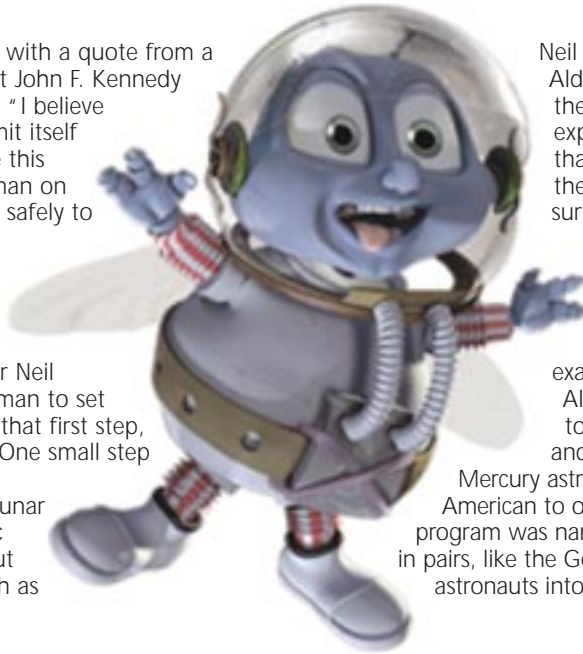 with a quote from a
t John F. Kennedy
“I believe
mit itself
e this
man on
safely to
r Neil
man to set
that first step,
One small step
unar
c
ut
h as
Neil
Ald
the
exp
tha
the
sur
exa
Al
to
and
Mercury astr
American to o
program was nar
in pairs, like the Ge
astronauts into